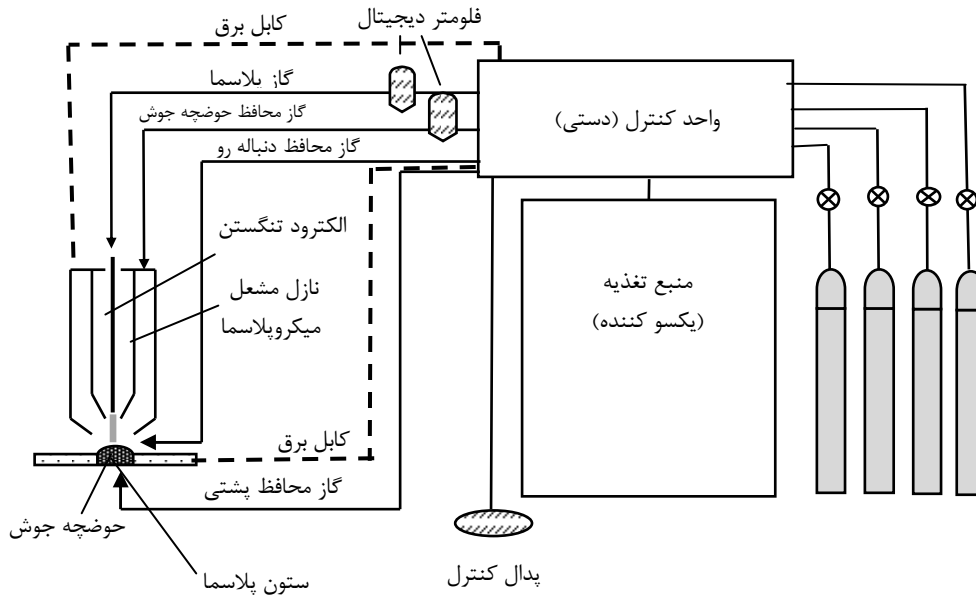 فلومتر دیجیتال
کابل برق
گاز پلاسما
گاز محافظ حوضچه جوش
گاز محافظ دنباله رو
واحد کنترل (دستی)
الکترود تنگستن
نازل مشعل
میکروپلاسما
منبع تغذیه
(یکسو کننده)
کابل برق
گاز محافظ پشتی
حوضچه جوش
ستون پلاسما
پدال کنترل